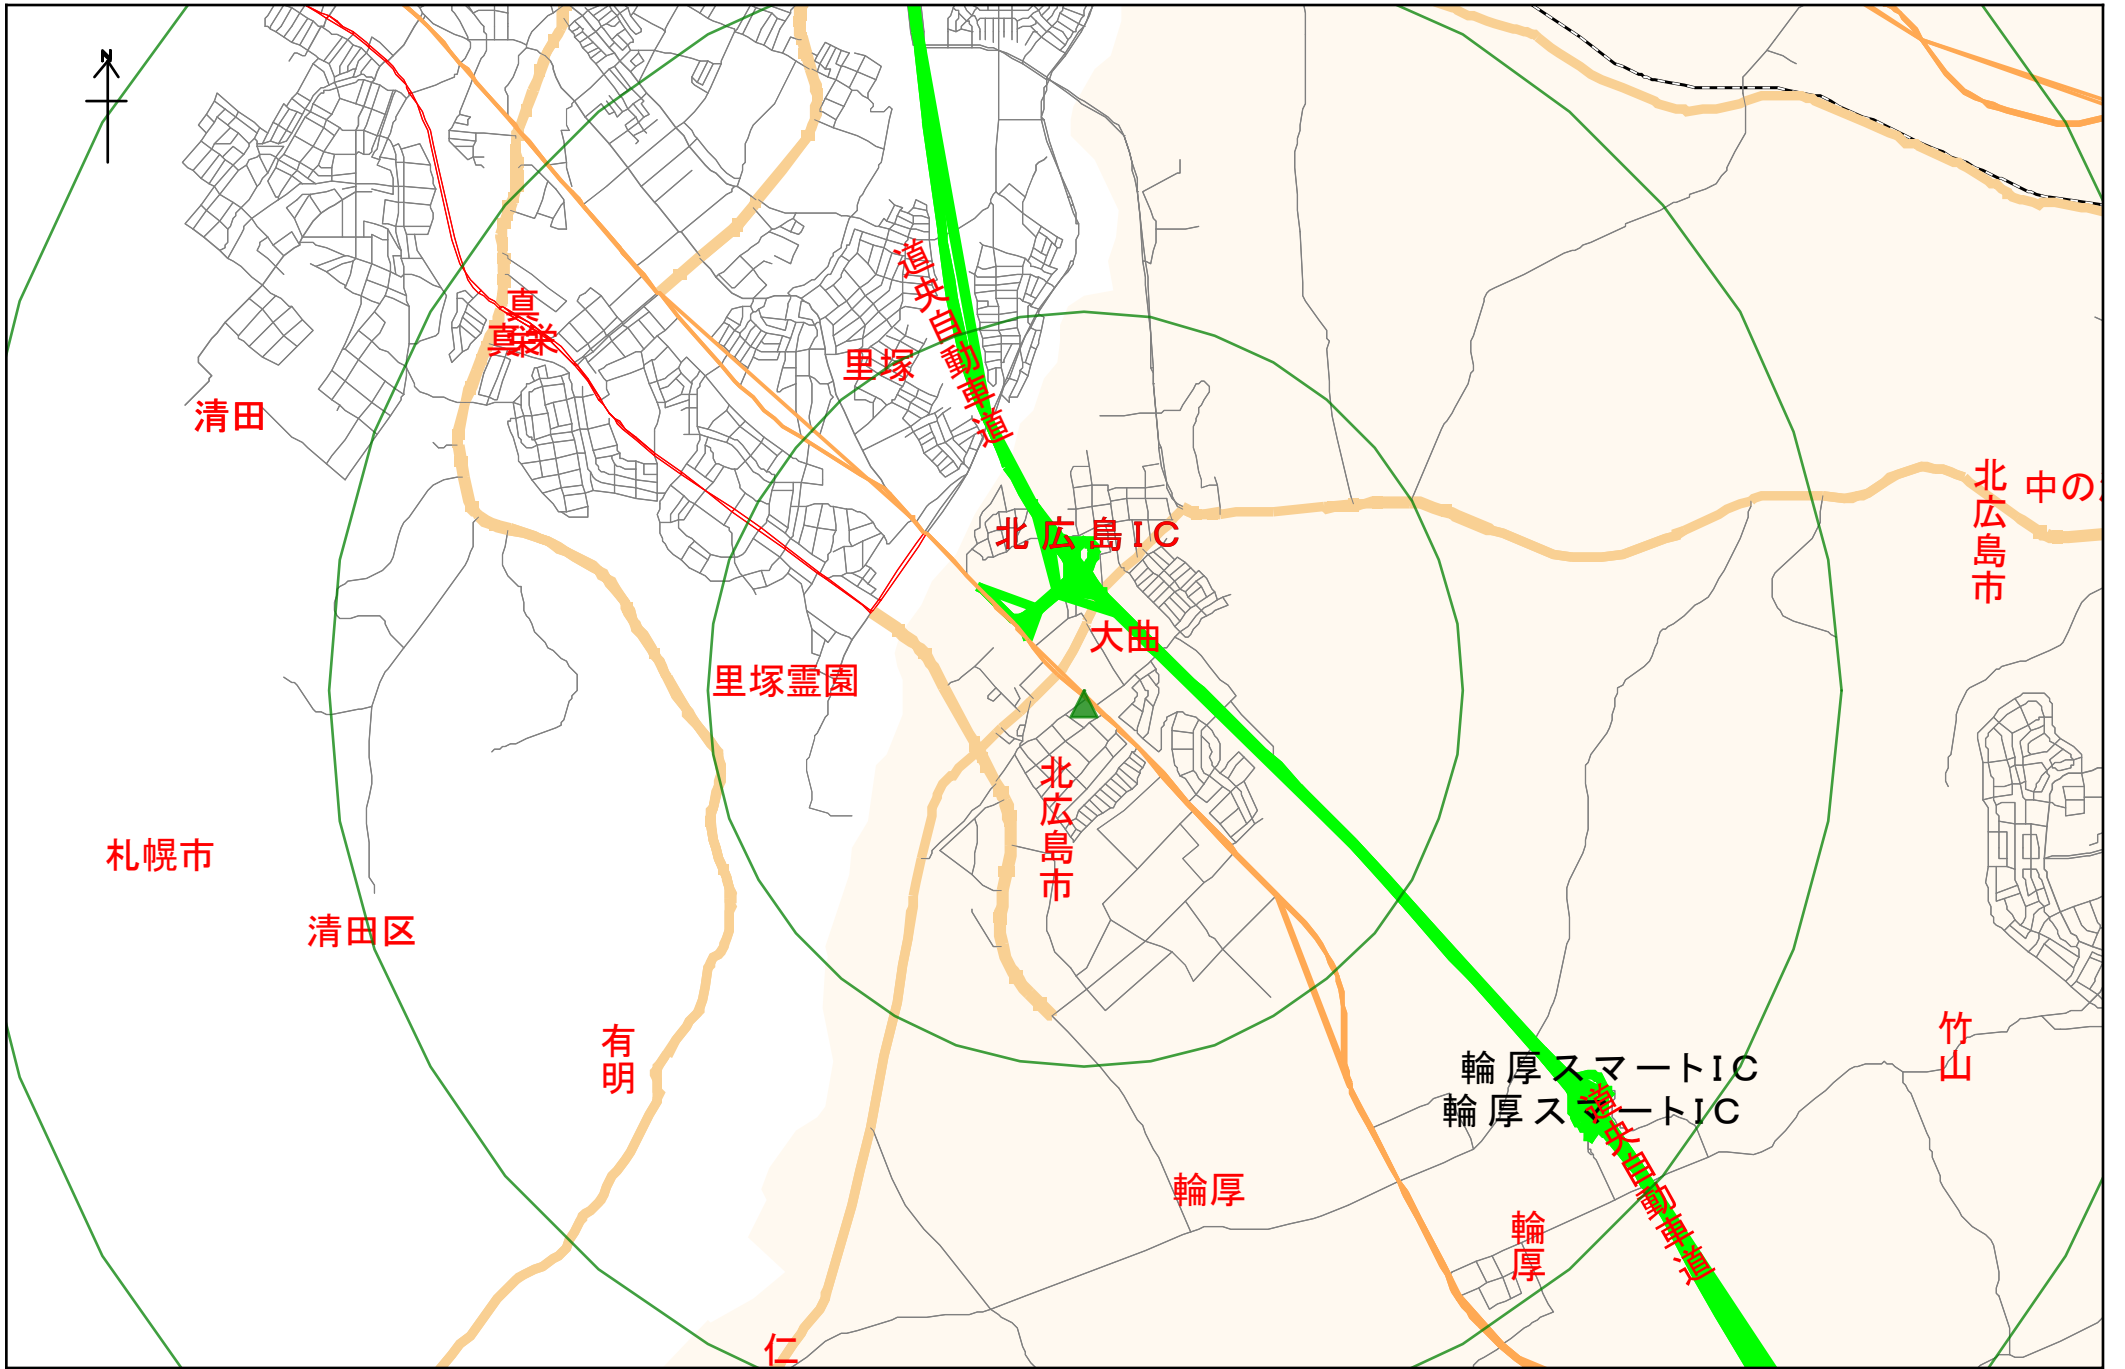 N
道央自動車道
真栄
真栄
里塚
清田
北広島市
中の
北広島IC
大曲
里塚霊園
北広島市
札幌市
清田区
有明
竹山
輪厚スマートIC
輪厚スマートIC
道央自動車道
輪厚
輪厚
仁